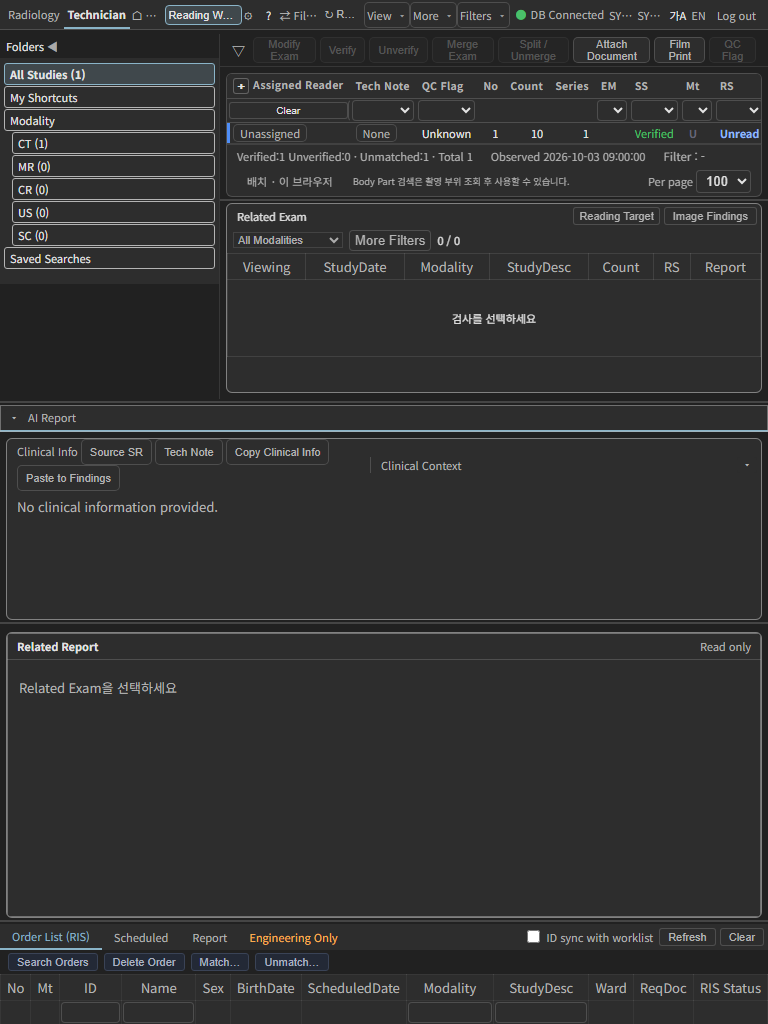 Radiology Technician ⌂ ... Reading W... ⚙ ? ⇄ Fil... ↻ R... View More Filters DB Connected SY... SY... 가A EN Log out
Folders ◀
All Studies (1)
My Shortcuts
Modality
CT (1)
MR (0)
CR (0)
US (0)
SC (0)
Saved Searches
Modify Exam Verify Unverify Merge Exam Split / Unmerge Attach Document Film Print QC Flag
+ Assigned Reader Tech Note QC Flag No Count Series EM SS Mt RS
Clear
Unassigned None Unknown 1 10 1 Verified U Unread
Verified:1 Unverified:0 · Unmatched:1 · Total 1 Observed 2026-10-03 09:00:00 Filter : -
배치 · 이 브라우저 Body Part 검색은 촬영 부위 조회 후 사용할 수 있습니다. Per page 100
Related Exam Reading Target Image Findings
All Modalities More Filters 0 / 0
Viewing StudyDate Modality StudyDesc Count RS Report
검사를 선택하세요
AI Report
Clinical Info Source SR Tech Note Copy Clinical Info
Paste to Findings
Clinical Context
No clinical information provided.
Related Report Read only
Related Exam을 선택하세요
Order List (RIS) Scheduled Report Engineering Only ID sync with worklist Refresh Clear
Search Orders Delete Order Match... Unmatch...
No Mt ID Name Sex BirthDate ScheduledDate Modality StudyDesc Ward ReqDoc RIS Status